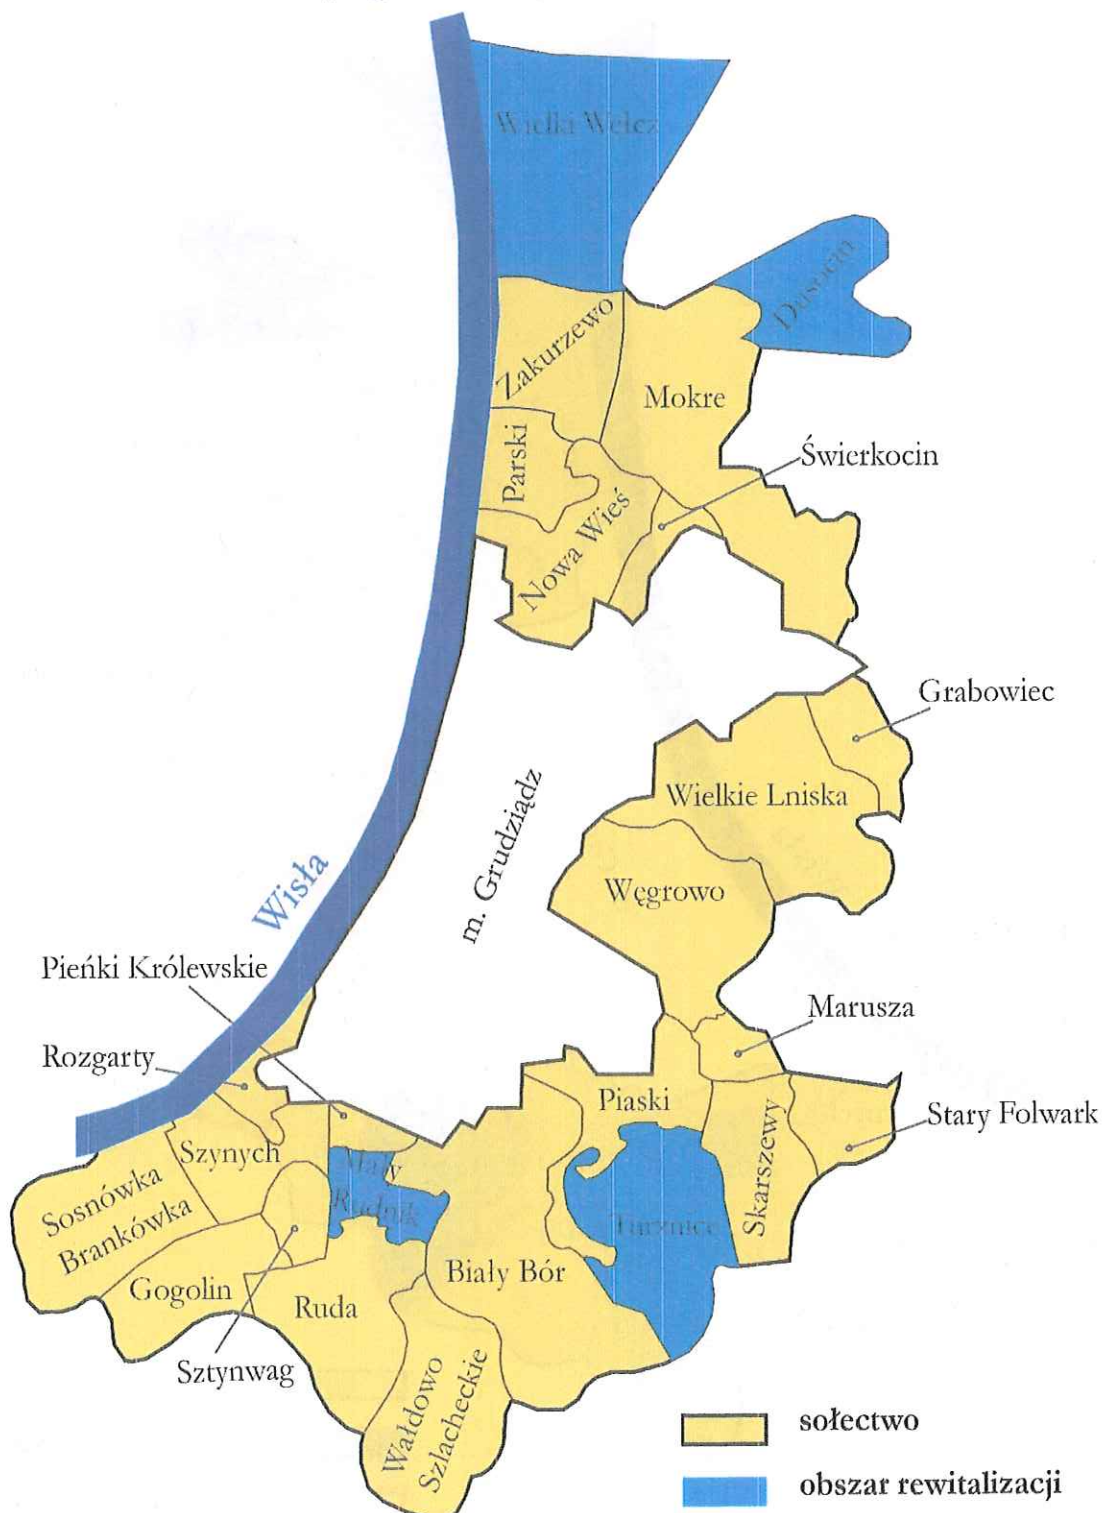 Wielki Wełcz
Dusocin
Zakurzewo
Mokre
Parski
Świerkocin
Nowa Wieś
Grabowiec
Wielkie Lniska
m. Grudziądz
Węgrowo
Wisła
Pieńki Królewskie
Marusza
Rozgarty
Piaski
Stary Folwark
Szynych
Mały
Rudnik
Skarszewy
Sosnówka
Brankówka
Turznice
Biały Bór
Gogolin
Ruda
Sztynwag
Wałdowo
Szlacheckie
sołectwo
obszar rewitalizacji